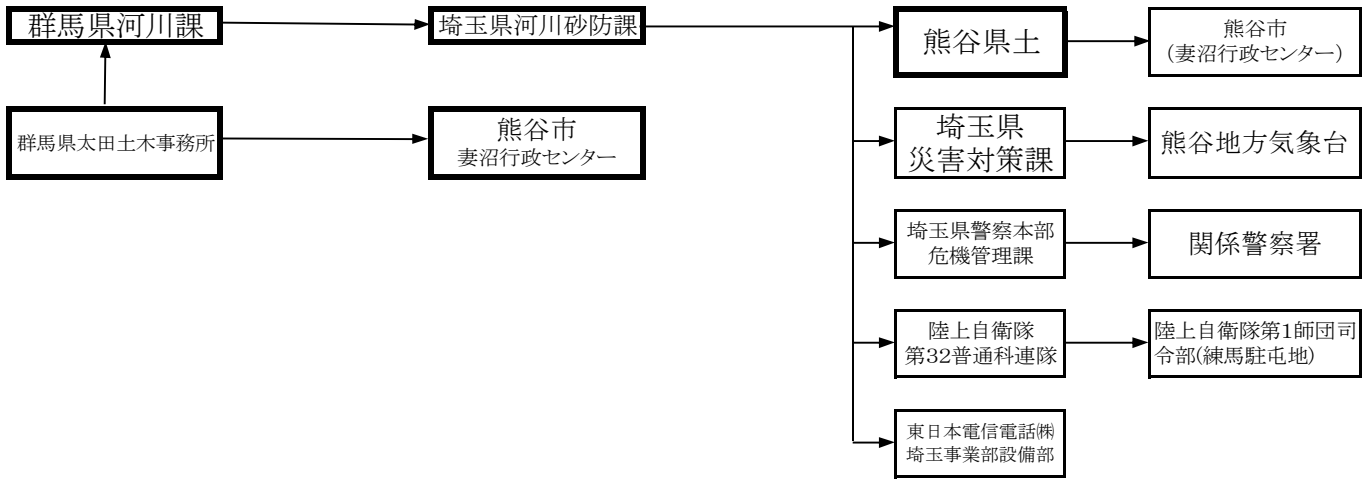 群馬県河川課
埼玉県河川砂防課
熊谷県土
熊谷市
(妻沼行政センター)
群馬県太田土木事務所
熊谷市
妻沼行政センター
埼玉県
災害対策課
熊谷地方気象台
埼玉県警察本部
危機管理課
関係警察署
陸上自衛隊
第32普通科連隊
陸上自衛隊第1師団司
令部(練馬駐屯地)
東日本電信電話㈱
埼玉事業部設備部